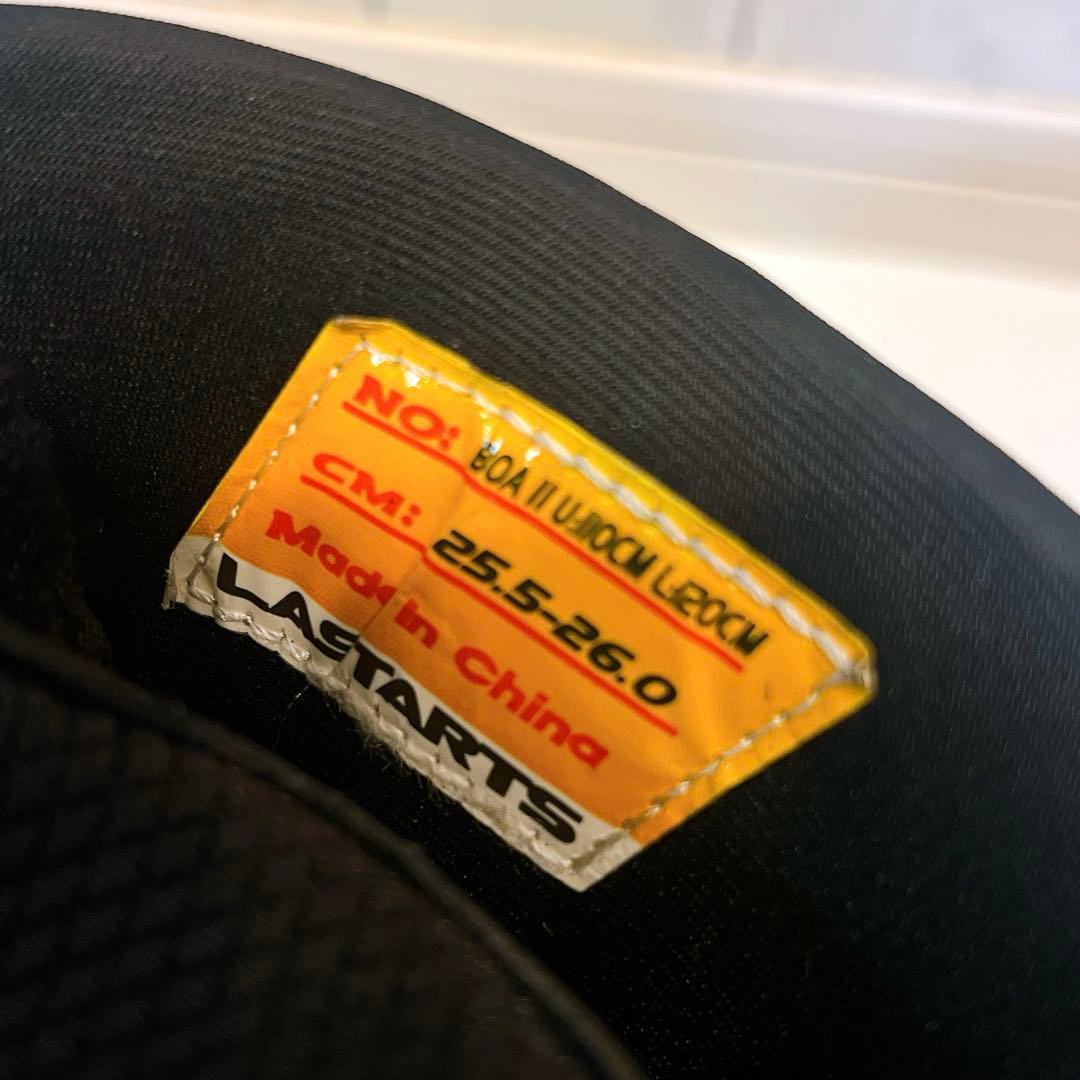 NO: BOA II U:110CM L:120CM
CM: 25.5-26.0
Made In China
LASTARTS